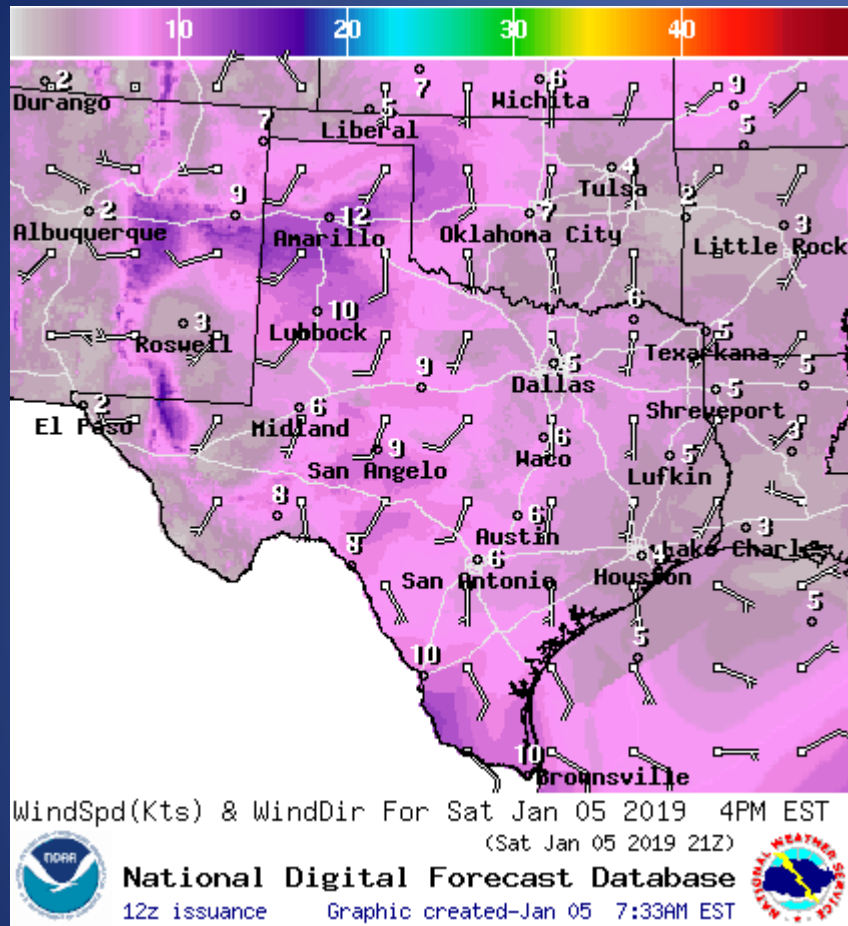 10 20 30 40
2 7 6 9
Durango Wichita
5
Liberal
7 5
4
Tulsa
2 9 12 7 2 3
Albuquerque Amarillo Oklahoma City Little Rock
3 10 6
Roswell Lubbock 5
Texarkana
9 5 5
Dallas 5
2 6 Shreveport
El Paso Midland
9 6 5 3
San Angelo Waco Lufkin
8 6 3
Austin
8 6 4 Lake Charles
San Antonio Houston
5
5
10
10
Brownsville
WindSpd(Kts) & WindDir For Sat Jan 05 2019 4PM EST
(Sat Jan 05 2019 21Z)
NOAA
National Digital Forecast Database
12z issuance Graphic created-Jan 05 7:33AM EST
NATIONAL WEATHER SERVICE